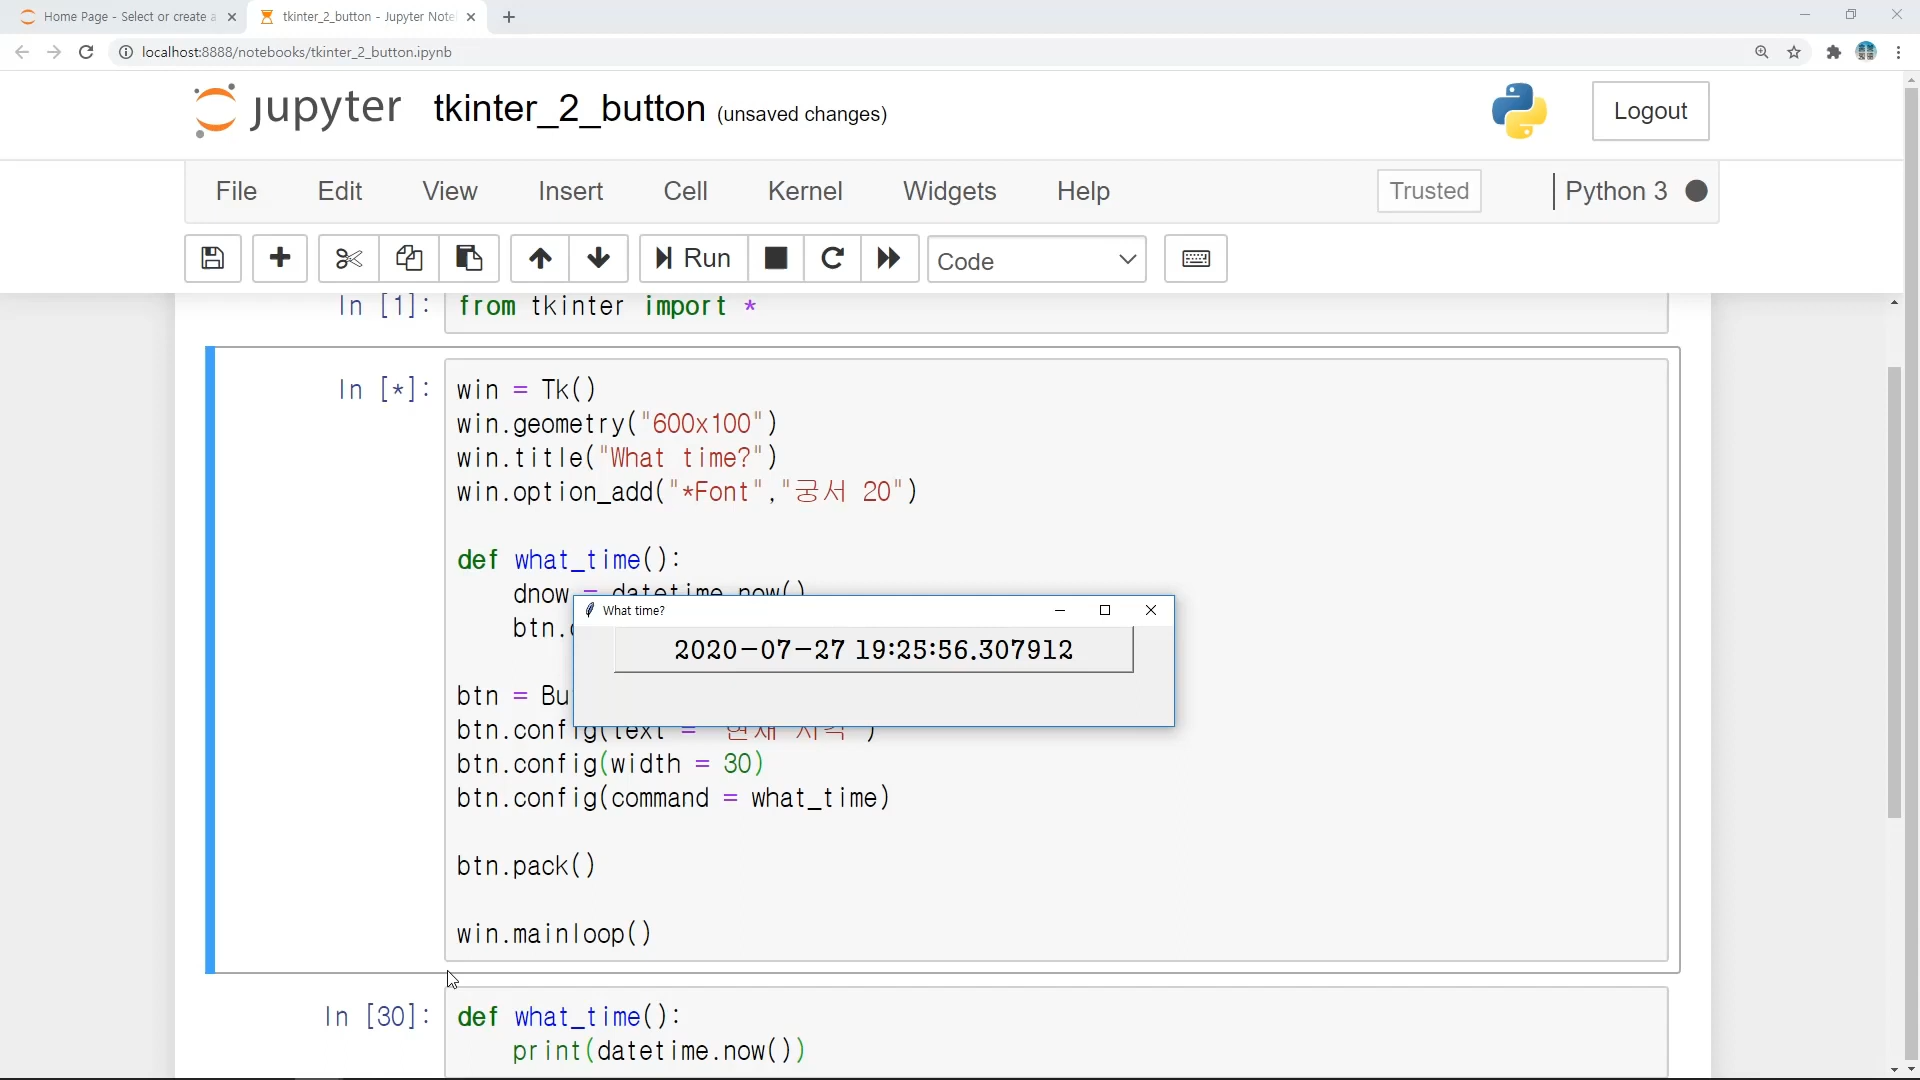 Home Page - Select or create a
tkinter_2_button - Jupyter Note
localhost:8888/notebooks/tkinter_2_button.ipynb
jupyter tkinter_2_button (unsaved changes)
Logout
File Edit View Insert Cell Kernel Widgets Help Trusted Python 3
Run Code
In [1]: from tkinter import *
In [*]: win = Tk()
win.geometry("600x100")
win.title("What time?")
win.option_add("*Font","궁서 20")
def what_time():
dnow = datetime.now()
btn.c
What time?
2020-07-27 19:25:56.307912
btn = Bu
btn.config(text = "현재 시각")
btn.config(width = 30)
btn.config(command = what_time)
btn.pack()
win.mainloop()
In [30]: def what_time():
print(datetime.now())